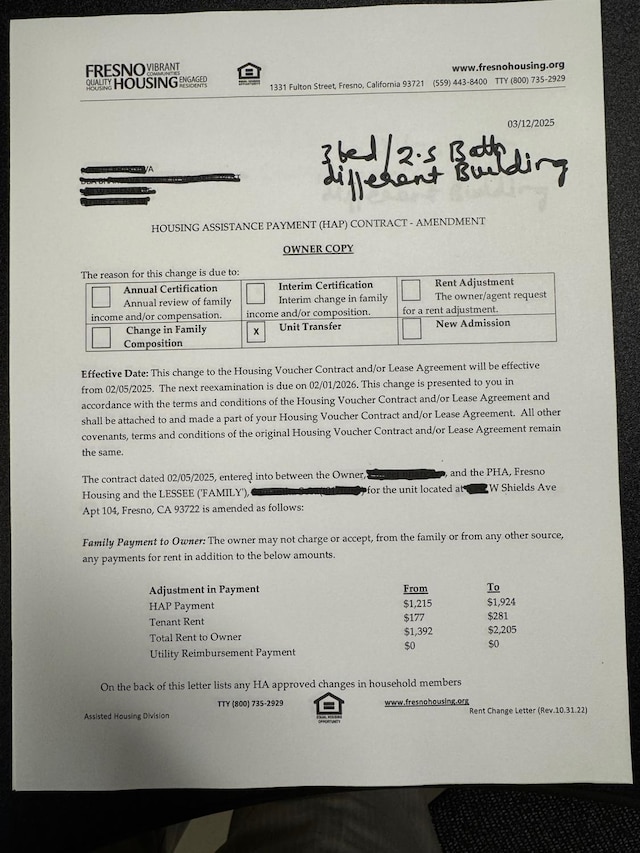 FRESNO VIBRANT COMMUNITIES
QUALITY HOUSING HOUSING ENGAGED RESIDENTS
EQUAL HOUSING OPPORTUNITY
www.fresnohousing.org
1331 Fulton Street, Fresno, California 93721 (559) 443-8400 TTY (800) 735-2929
03/12/2025
3 bed / 2.5 Bath
different Building
VA
HOUSING ASSISTANCE PAYMENT (HAP) CONTRACT - AMENDMENT
OWNER COPY
The reason for this change is due to:
Annual Certification
Annual review of family
income and/or compensation.
Interim Certification
Interim change in family
income and/or composition.
Rent Adjustment
The owner/agent request
for a rent adjustment.
Change in Family
Composition
x Unit Transfer
New Admission
Effective Date: This change to the Housing Voucher Contract and/or Lease Agreement will be effective
from 02/05/2025. The next reexamination is due on 02/01/2026. This change is presented to you in
accordance with the terms and conditions of the Housing Voucher Contract and/or Lease Agreement and
shall be attached to and made a part of your Housing Voucher Contract and/or Lease Agreement. All other
covenants, terms and conditions of the original Housing Voucher Contract and/or Lease Agreement remain
the same.
The contract dated 02/05/2025, entered into between the Owner, , and the PHA, Fresno
Housing and the LESSEE ('FAMILY'), for the unit located at W Shields Ave
Apt 104, Fresno, CA 93722 is amended as follows:
Family Payment to Owner: The owner may not charge or accept, from the family or from any other source,
any payments for rent in addition to the below amounts.
Adjustment in Payment From To
HAP Payment $1,215 $1,924
Tenant Rent $177 $281
Total Rent to Owner $1,392 $2,205
Utility Reimbursement Payment $0 $0
On the back of this letter lists any HA approved changes in household members
TTY (800) 735-2929 www.fresnohousing.org
Assisted Housing Division
EQUAL HOUSING OPPORTUNITY
Rent Change Letter (Rev.10.31.22)